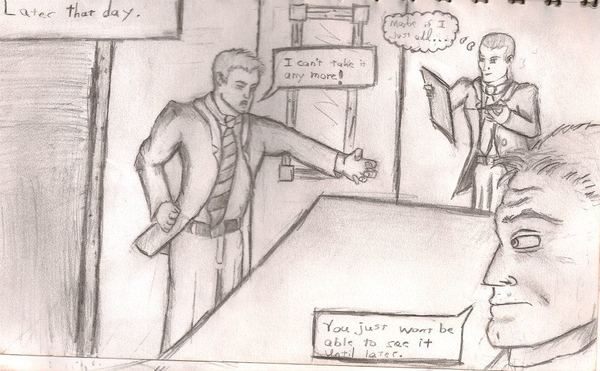 Later that day.
I can't take it
any more!
Maybe if I
just add...
You just wont be
able to see it
until later.